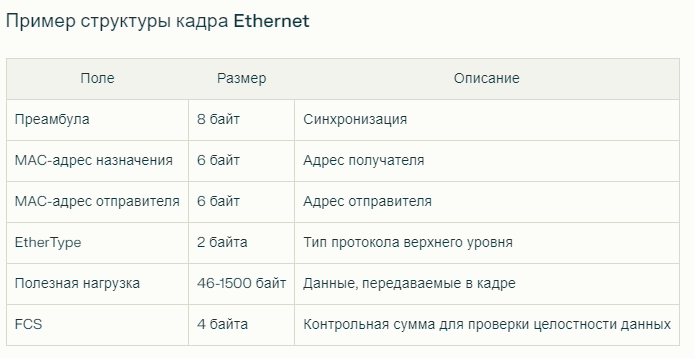 Пример структуры кадра Ethernet
Поле Размер Описание
Преамбула 8 байт Синхронизация
MAC-адрес назначения 6 байт Адрес получателя
MAC-адрес отправителя 6 байт Адрес отправителя
EtherType 2 байта Тип протокола верхнего уровня
Полезная нагрузка 46-1500 байт Данные, передаваемые в кадре
FCS 4 байта Контрольная сумма для проверки целостности данных